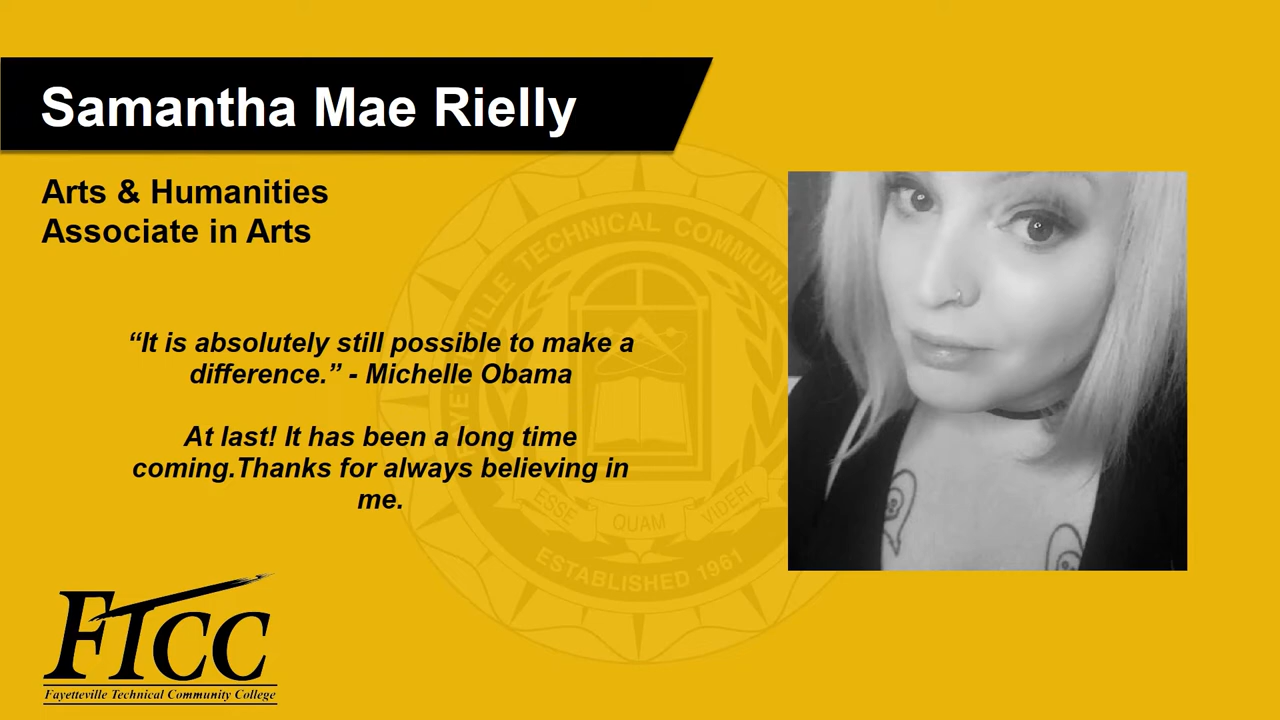 Samantha Mae Rielly
Arts & Humanities
Associate in Arts
“It is absolutely still possible to make a
difference.” - Michelle Obama
At last! It has been a long time
coming.Thanks for always believing in
me.
FAYETTEVILLE TECHNICAL COMMUNITY
ESSE QUAM VIDERI
ESTABLISHED 1961
FTCC
Fayetteville Technical Community College